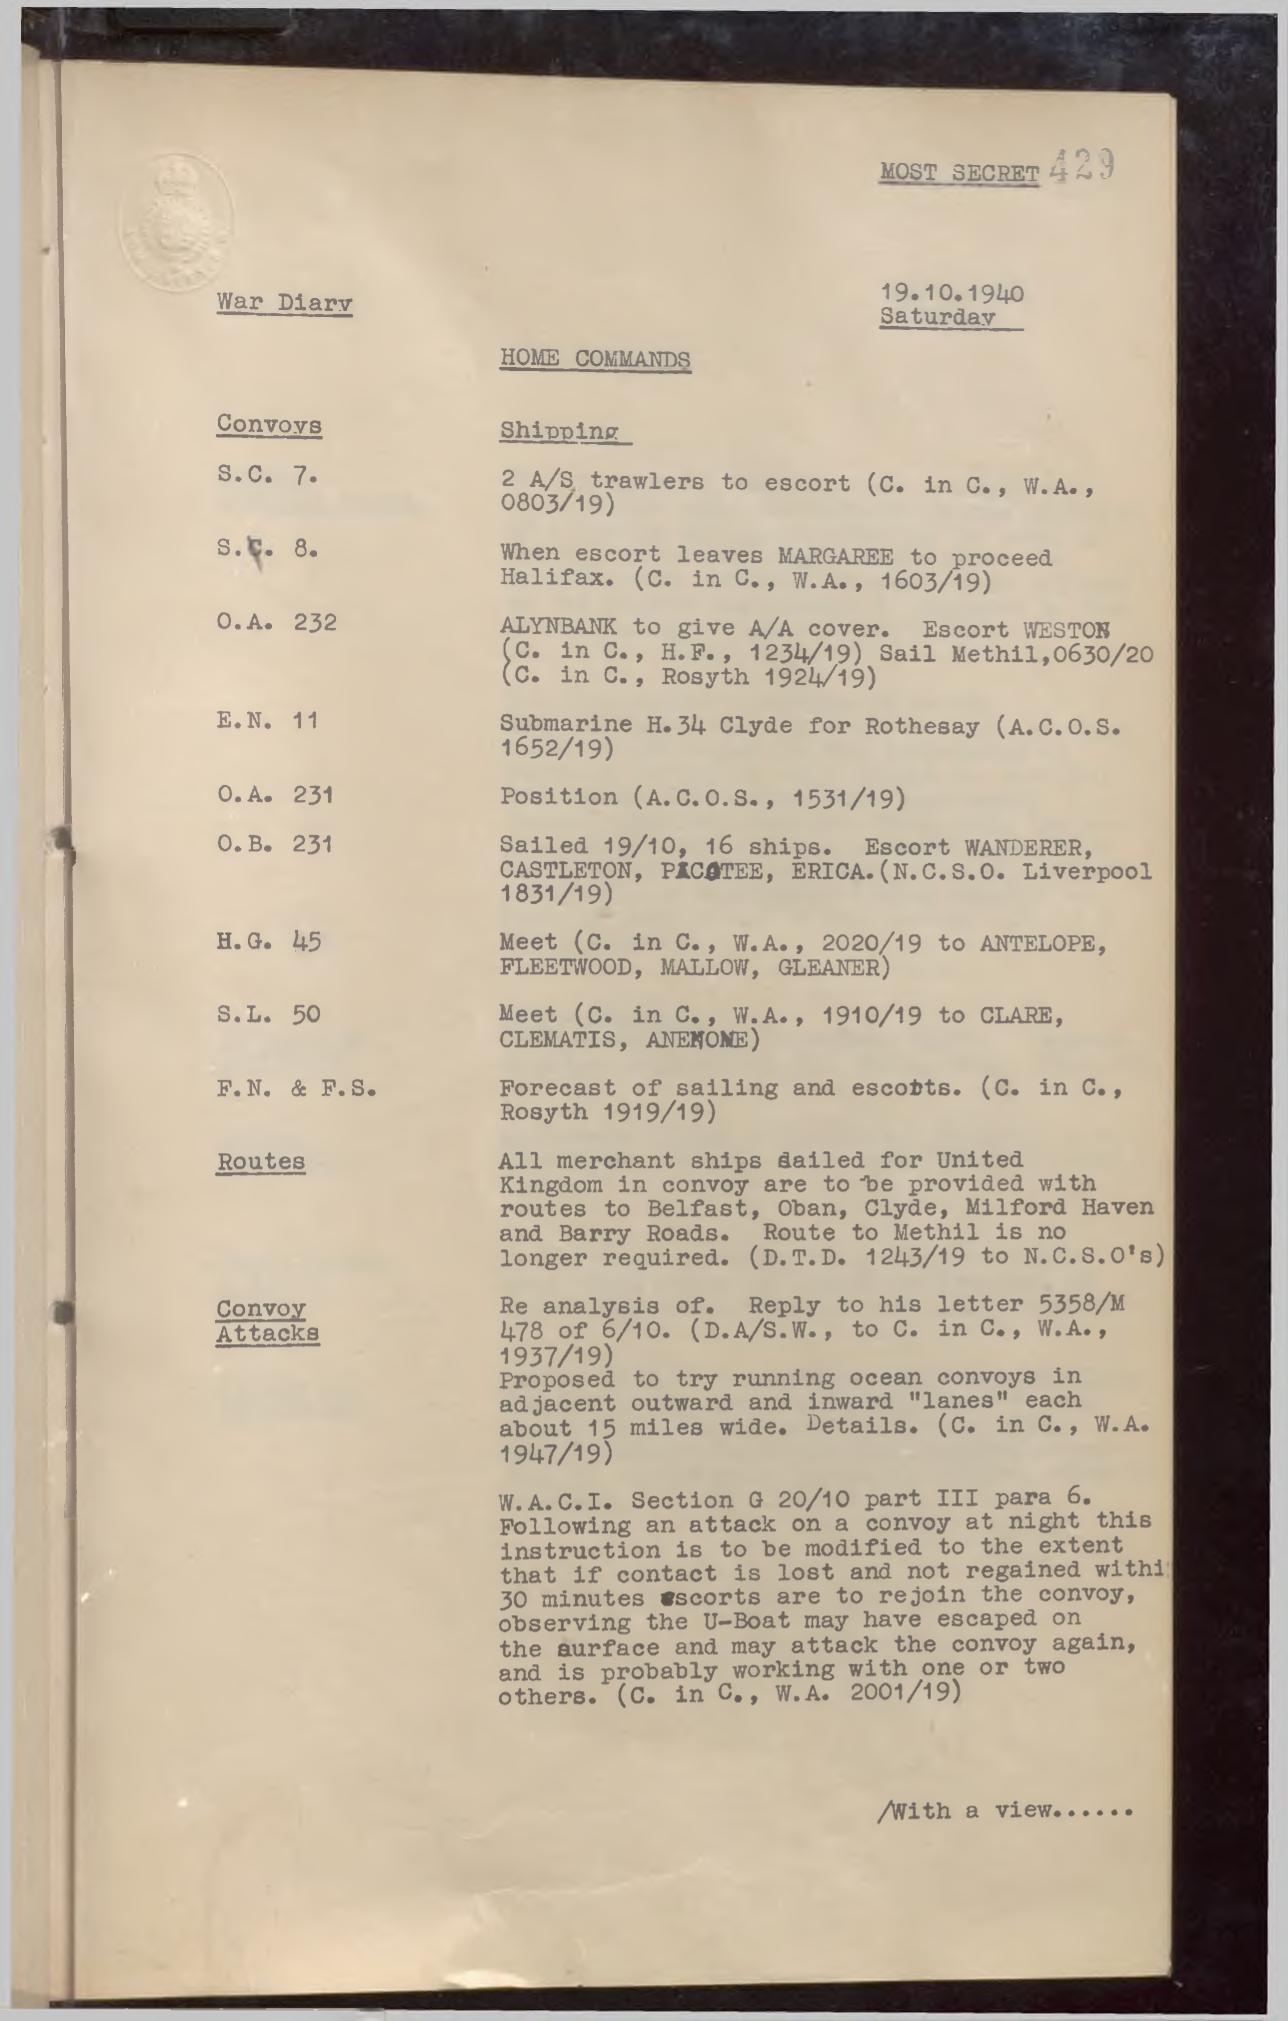 MOST SECRET 429
War Diary
19.10.1940
Saturday
HOME COMMANDS
Convoys
Shipping
S.C. 7.
2 A/S trawlers to escort (C. in C., W.A.,
0803/19)
S.C. 8.
When escort leaves MARGAREE to proceed
Halifax. (C. in C., W.A., 1603/19)
O.A. 232
ALYNBANK to give A/A cover. Escort WESTON
(C. in C., H.F., 1234/19) Sail Methil,0630/20
(C. in C., Rosyth 1924/19)
E.N. 11
Submarine H.34 Clyde for Rothesay (A.C.O.S.
1652/19)
O.A. 231
Position (A.C.O.S., 1531/19)
O.B. 231
Sailed 19/10, 16 ships. Escort WANDERER,
CASTLETON, PICOTEE, ERICA.(N.C.S.O. Liverpool
1831/19)
H.G. 45
Meet (C. in C., W.A., 2020/19 to ANTELOPE,
FLEETWOOD, MALLOW, GLEANER)
S.L. 50
Meet (C. in C., W.A., 1910/19 to CLARE,
CLEMATIS, ANEMONE)
F.N. & F.S.
Forecast of sailing and escorts. (C. in C.,
Rosyth 1919/19)
Routes
All merchant ships sailed for United
Kingdom in convoy are to be provided with
routes to Belfast, Oban, Clyde, Milford Haven
and Barry Roads. Route to Methil is no
longer required. (D.T.D. 1243/19 to N.C.S.O's)
Convoy
Attacks
Re analysis of. Reply to his letter 5358/M
478 of 6/10. (D.A/S.W., to C. in C., W.A.,
1937/19)
Proposed to try running ocean convoys in
adjacent outward and inward "lanes" each
about 15 miles wide. Details. (C. in C., W.A.
1947/19)
W.A.C.I. Section G 20/10 part III para 6.
Following an attack on a convoy at night this
instruction is to be modified to the extent
that if contact is lost and not regained withi
30 minutes escorts are to rejoin the convoy,
observing the U-Boat may have escaped on
the surface and may attack the convoy again,
and is probably working with one or two
others. (C. in C., W.A. 2001/19)
/With a view......